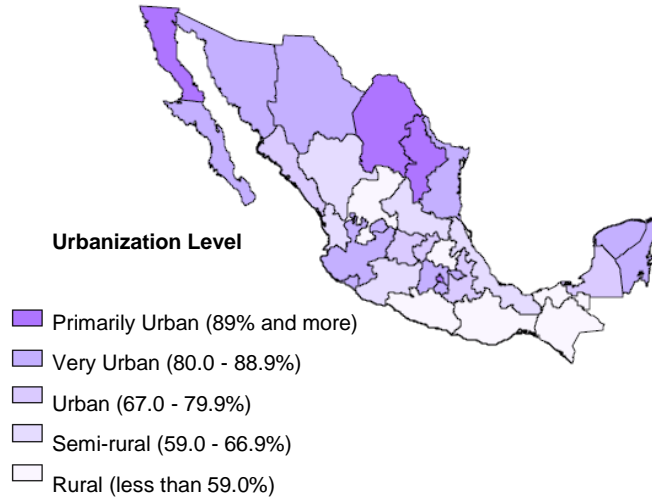 Urbanization Level
Primarily Urban (89% and more)
Very Urban (80.0 - 88.9%)
Urban (67.0 - 79.9%)
Semi-rural (59.0 - 66.9%)
Rural (less than 59.0%)